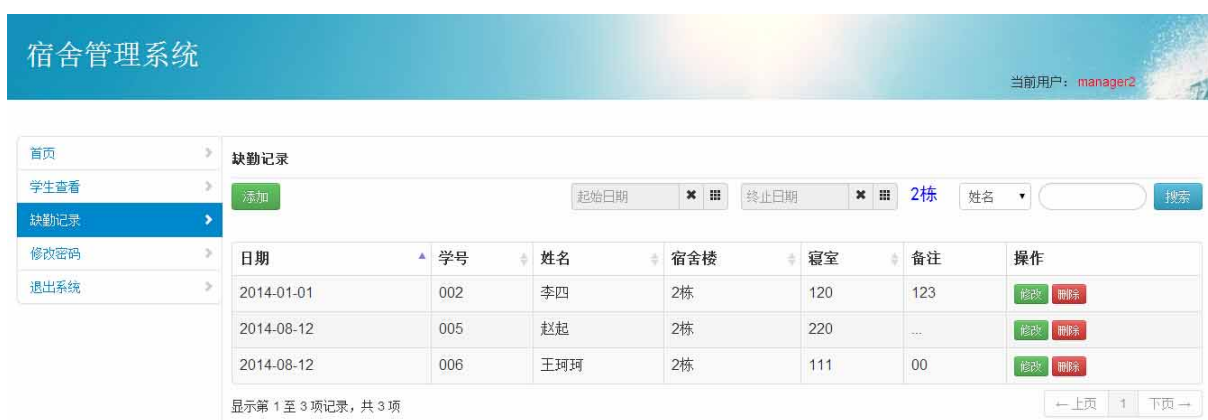 宿舍管理系统
当前用户: manager2
首页
学生查看
缺勤记录
修改密码
退出系统
缺勤记录
添加 起始日期 终止日期 2栋 姓名 搜索
日期 学号 姓名 宿舍楼 寝室 备注 操作
2014-01-01 002 李四 2栋 120 123 修改 删除
2014-08-12 005 赵起 2栋 220 ... 修改 删除
2014-08-12 006 王珂珂 2栋 111 00 修改 删除
显示第 1 至 3 项记录，共 3 项
←上页 1 下页→